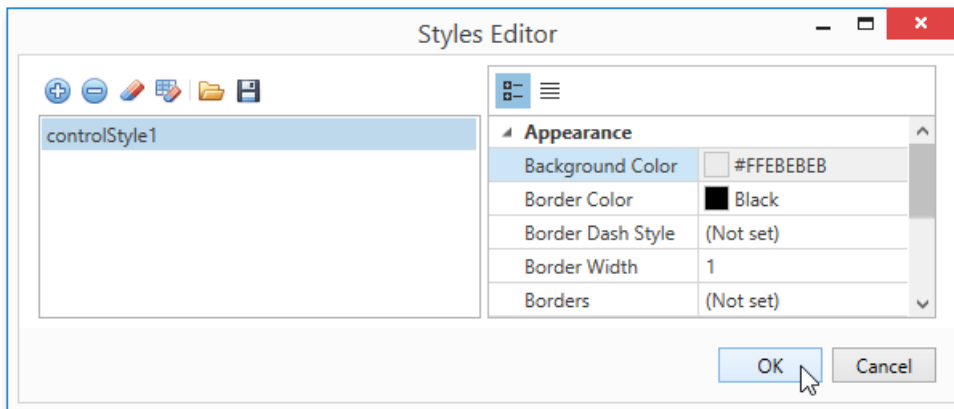 Styles Editor
controlStyle1
Appearance
Background Color #FFEBEBEB
Border Color Black
Border Dash Style (Not set)
Border Width 1
Borders (Not set)
OK Cancel